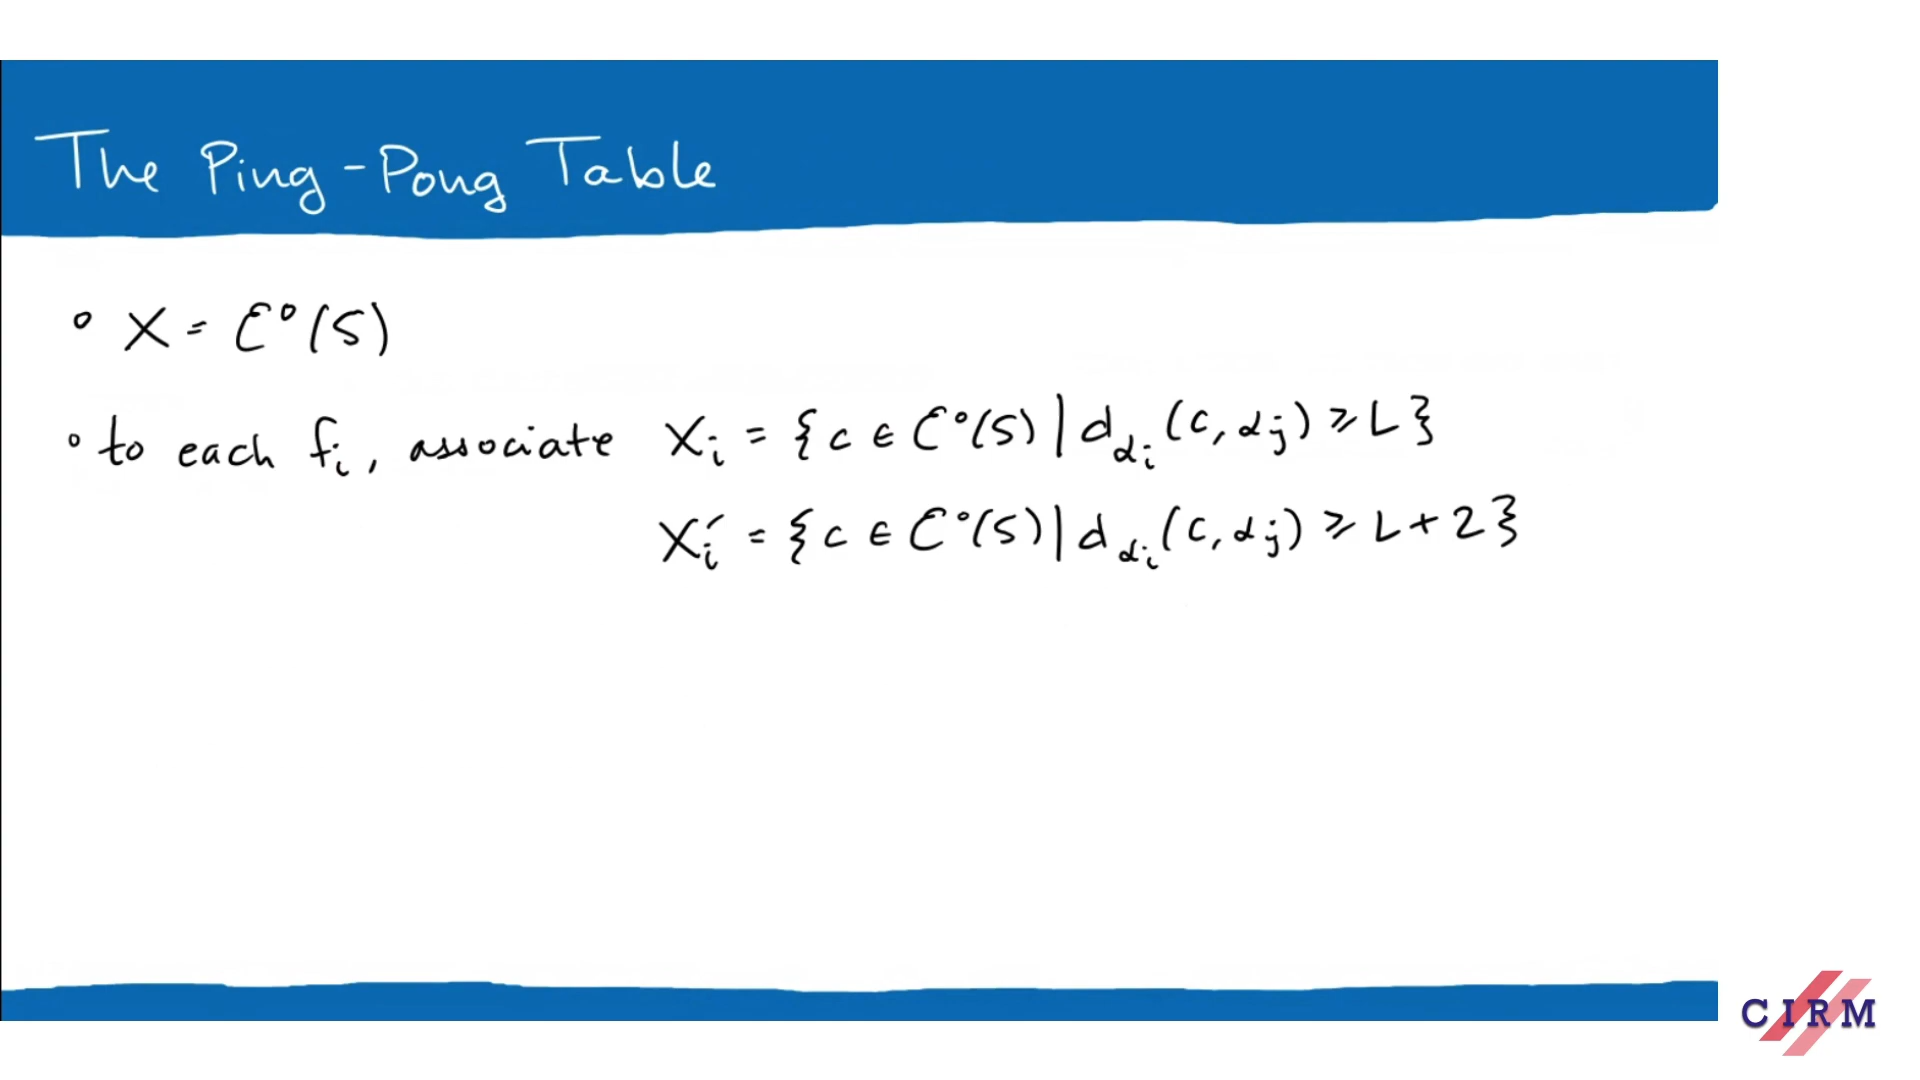 The Ping-Pong Table
∘ X = C°(S)
∘ to each fᵢ, associate Xᵢ = {c ∈ C°(S) | d_αᵢ(c, αⱼ) ≥ L}
Xᵢ′ = {c ∈ C°(S) | d_αᵢ(c, αⱼ) ≥ L + 2}
CIRM